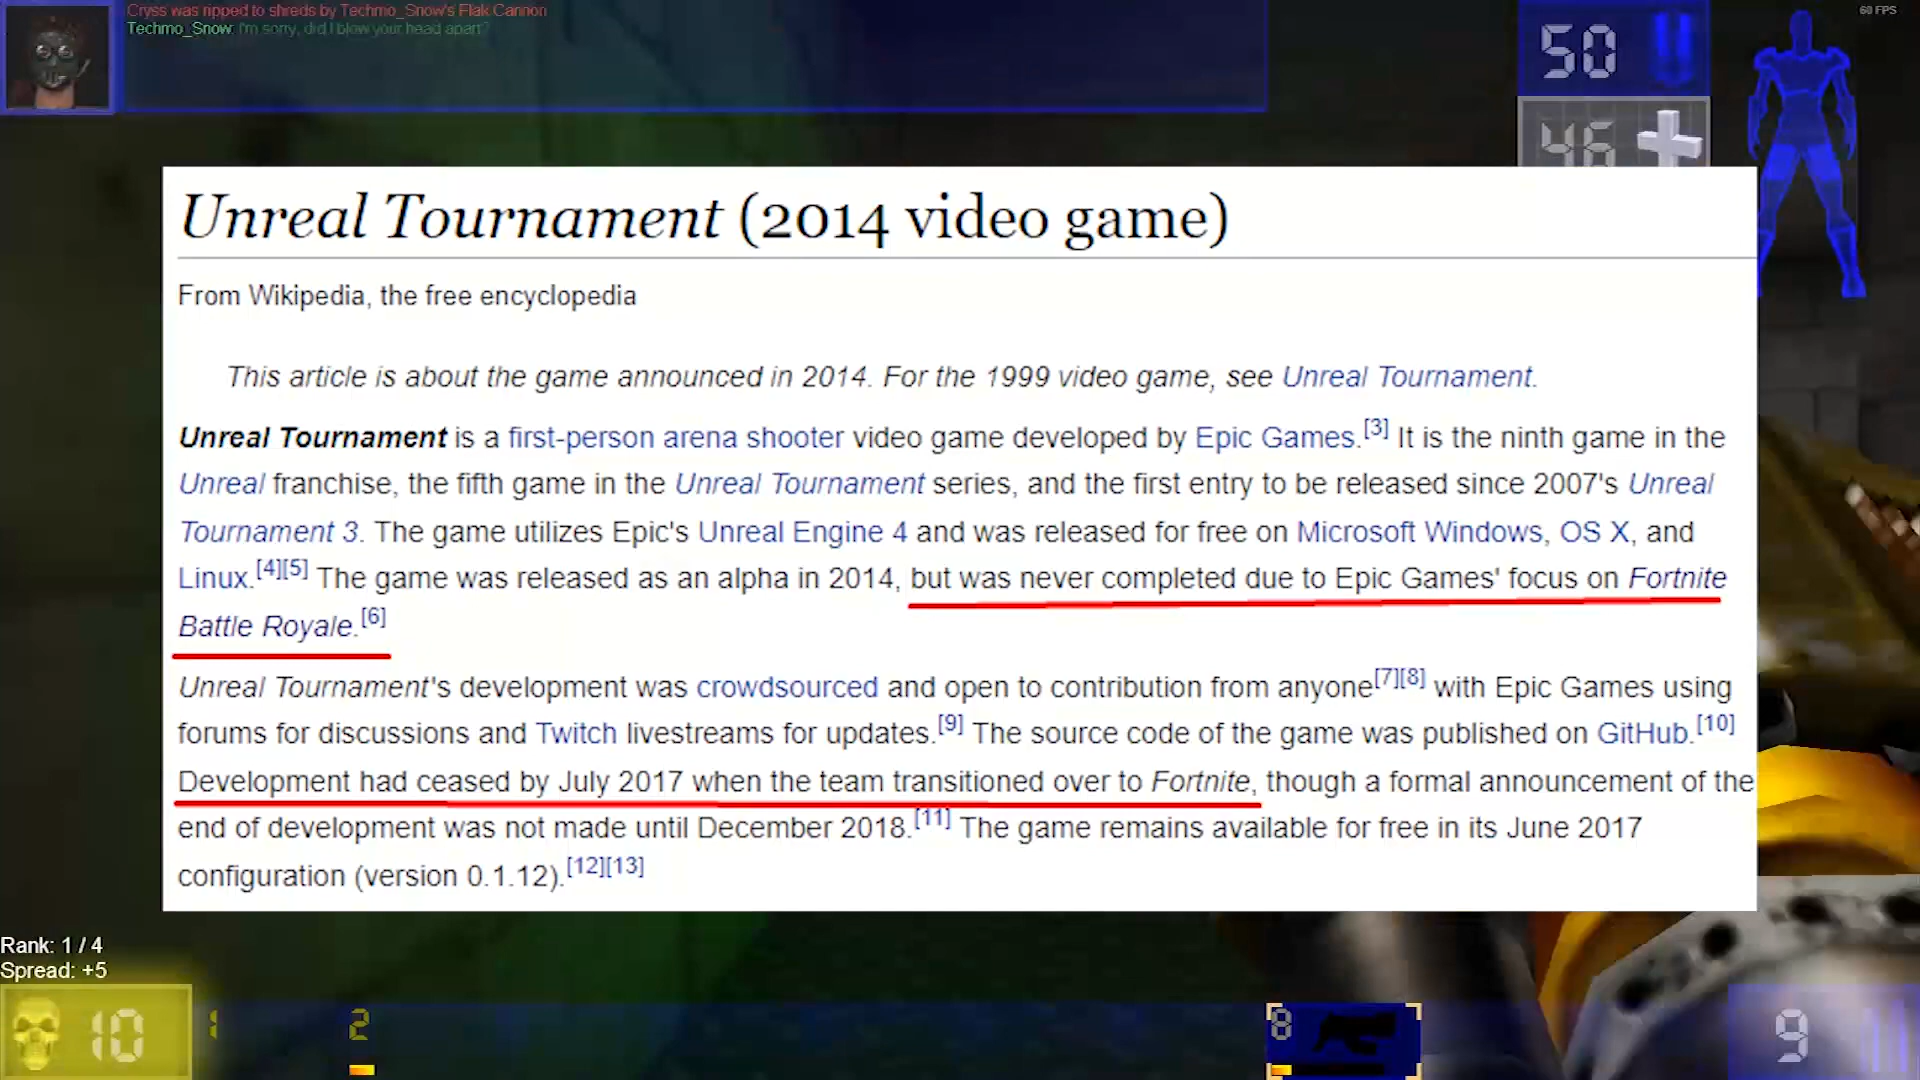 Cryss was ripped to shreds by Techmo_Snow's Flak Cannon
Techmo_Snow: I'm sorry, did I blow your head apart?
60 FPS
50
46
Unreal Tournament (2014 video game)
From Wikipedia, the free encyclopedia
This article is about the game announced in 2014. For the 1999 video game, see Unreal Tournament.
Unreal Tournament is a first-person arena shooter video game developed by Epic Games.[3] It is the ninth game in the
Unreal franchise, the fifth game in the Unreal Tournament series, and the first entry to be released since 2007's Unreal
Tournament 3. The game utilizes Epic's Unreal Engine 4 and was released for free on Microsoft Windows, OS X, and
Linux.[4][5] The game was released as an alpha in 2014, but was never completed due to Epic Games' focus on Fortnite
Battle Royale.[6]
Unreal Tournament's development was crowdsourced and open to contribution from anyone[7][8] with Epic Games using
forums for discussions and Twitch livestreams for updates.[9] The source code of the game was published on GitHub.[10]
Development had ceased by July 2017 when the team transitioned over to Fortnite, though a formal announcement of the
end of development was not made until December 2018.[11] The game remains available for free in its June 2017
configuration (version 0.1.12).[12][13]
Rank: 1 / 4
Spread: +5
10
2
8
9